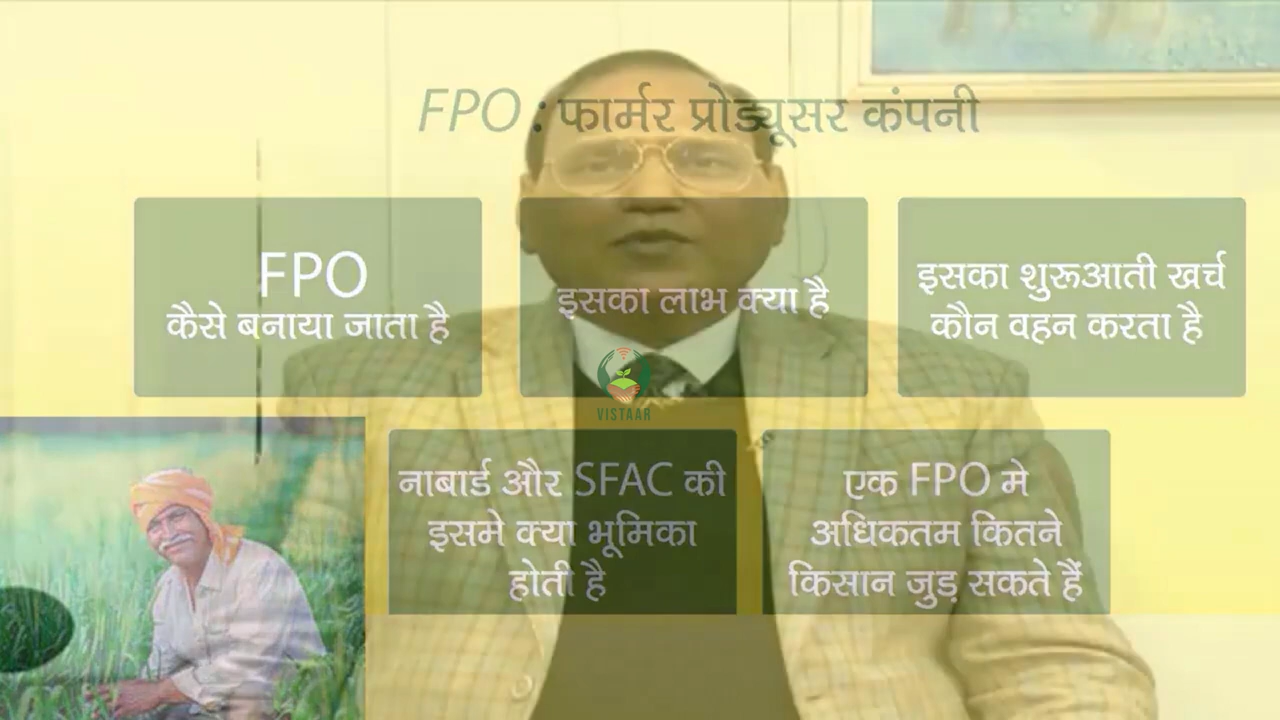 FPO : फार्मर प्रोड्यूसर कंपनी
FPO
कैसे बनाया जाता है
इसका लाभ क्या है
इसका शुरूआती खर्च
कौन वहन करता है
VISTAAR
नाबार्ड और SFAC की
इसमे क्या भूमिका
होती है
एक FPO मे
अधिकतम कितने
किसान जुड़ सकते हैं